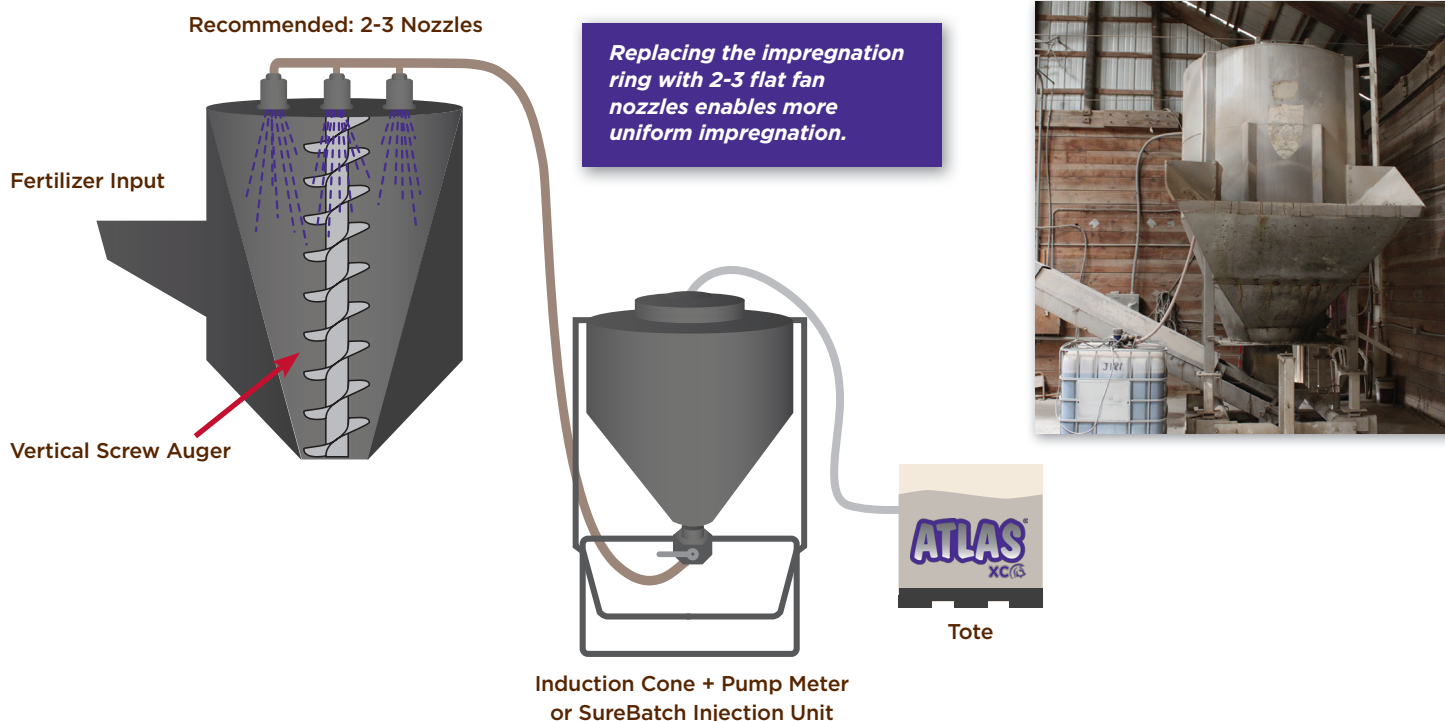 Recommended: 2-3 Nozzles
Replacing the impregnation
ring with 2-3 flat fan
nozzles enables more
uniform impregnation.
Fertilizer Input
Vertical Screw Auger
ATLAS®
XC
Tote
Induction Cone + Pump Meter
or SureBatch Injection Unit